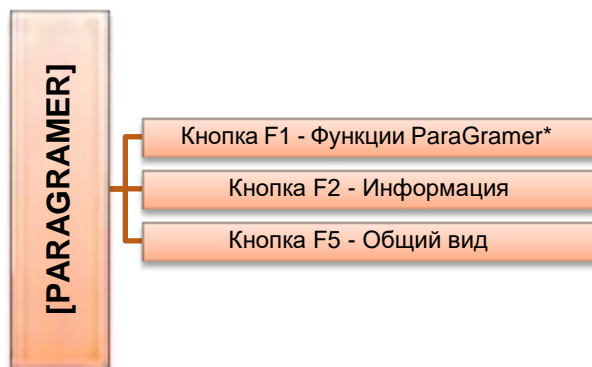 [PARAGRAMER]
Кнопка F1 - Функции ParaGramer*
Кнопка F2 - Информация
Кнопка F5 - Общий вид